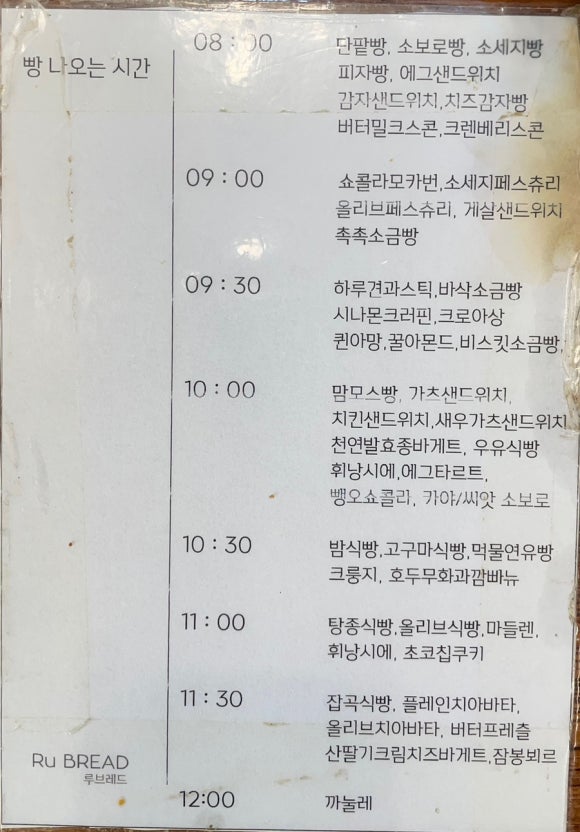 빵 나오는 시간
08 : 00
단팥빵, 소보로빵, 소세지빵
피자빵, 에그샌드위치
감자샌드위치,치즈감자빵
버터밀크스콘,크렌베리스콘
09 : 00
쇼콜라모카번,소세지페스츄리
올리브페스츄리, 게살샌드위치
촉촉소금빵
09 : 30
하루견과스틱,바삭소금빵
시나몬크러핀,크로아상
퀸아망,꿀아몬드,비스킷소금빵,
10 : 00
맘모스빵, 가츠샌드위치,
치킨샌드위치,새우가츠샌드위치
천연발효종바게트, 우유식빵
휘낭시에,에그타르트,
뺑오쇼콜라, 카야/씨앗 소보로
10 : 30
밤식빵,고구마식빵,먹물연유빵
크룽지, 호두무화과깜빠뉴
11 : 00
탕종식빵,올리브식빵,마들렌,
휘낭시에, 초코칩쿠키
11 : 30
잡곡식빵, 플레인치아바타,
올리브치아바타, 버터프레츨
산딸기크림치즈바게트,잠봉뵈르
12:00
까눌레
Ru BREAD
루브레드